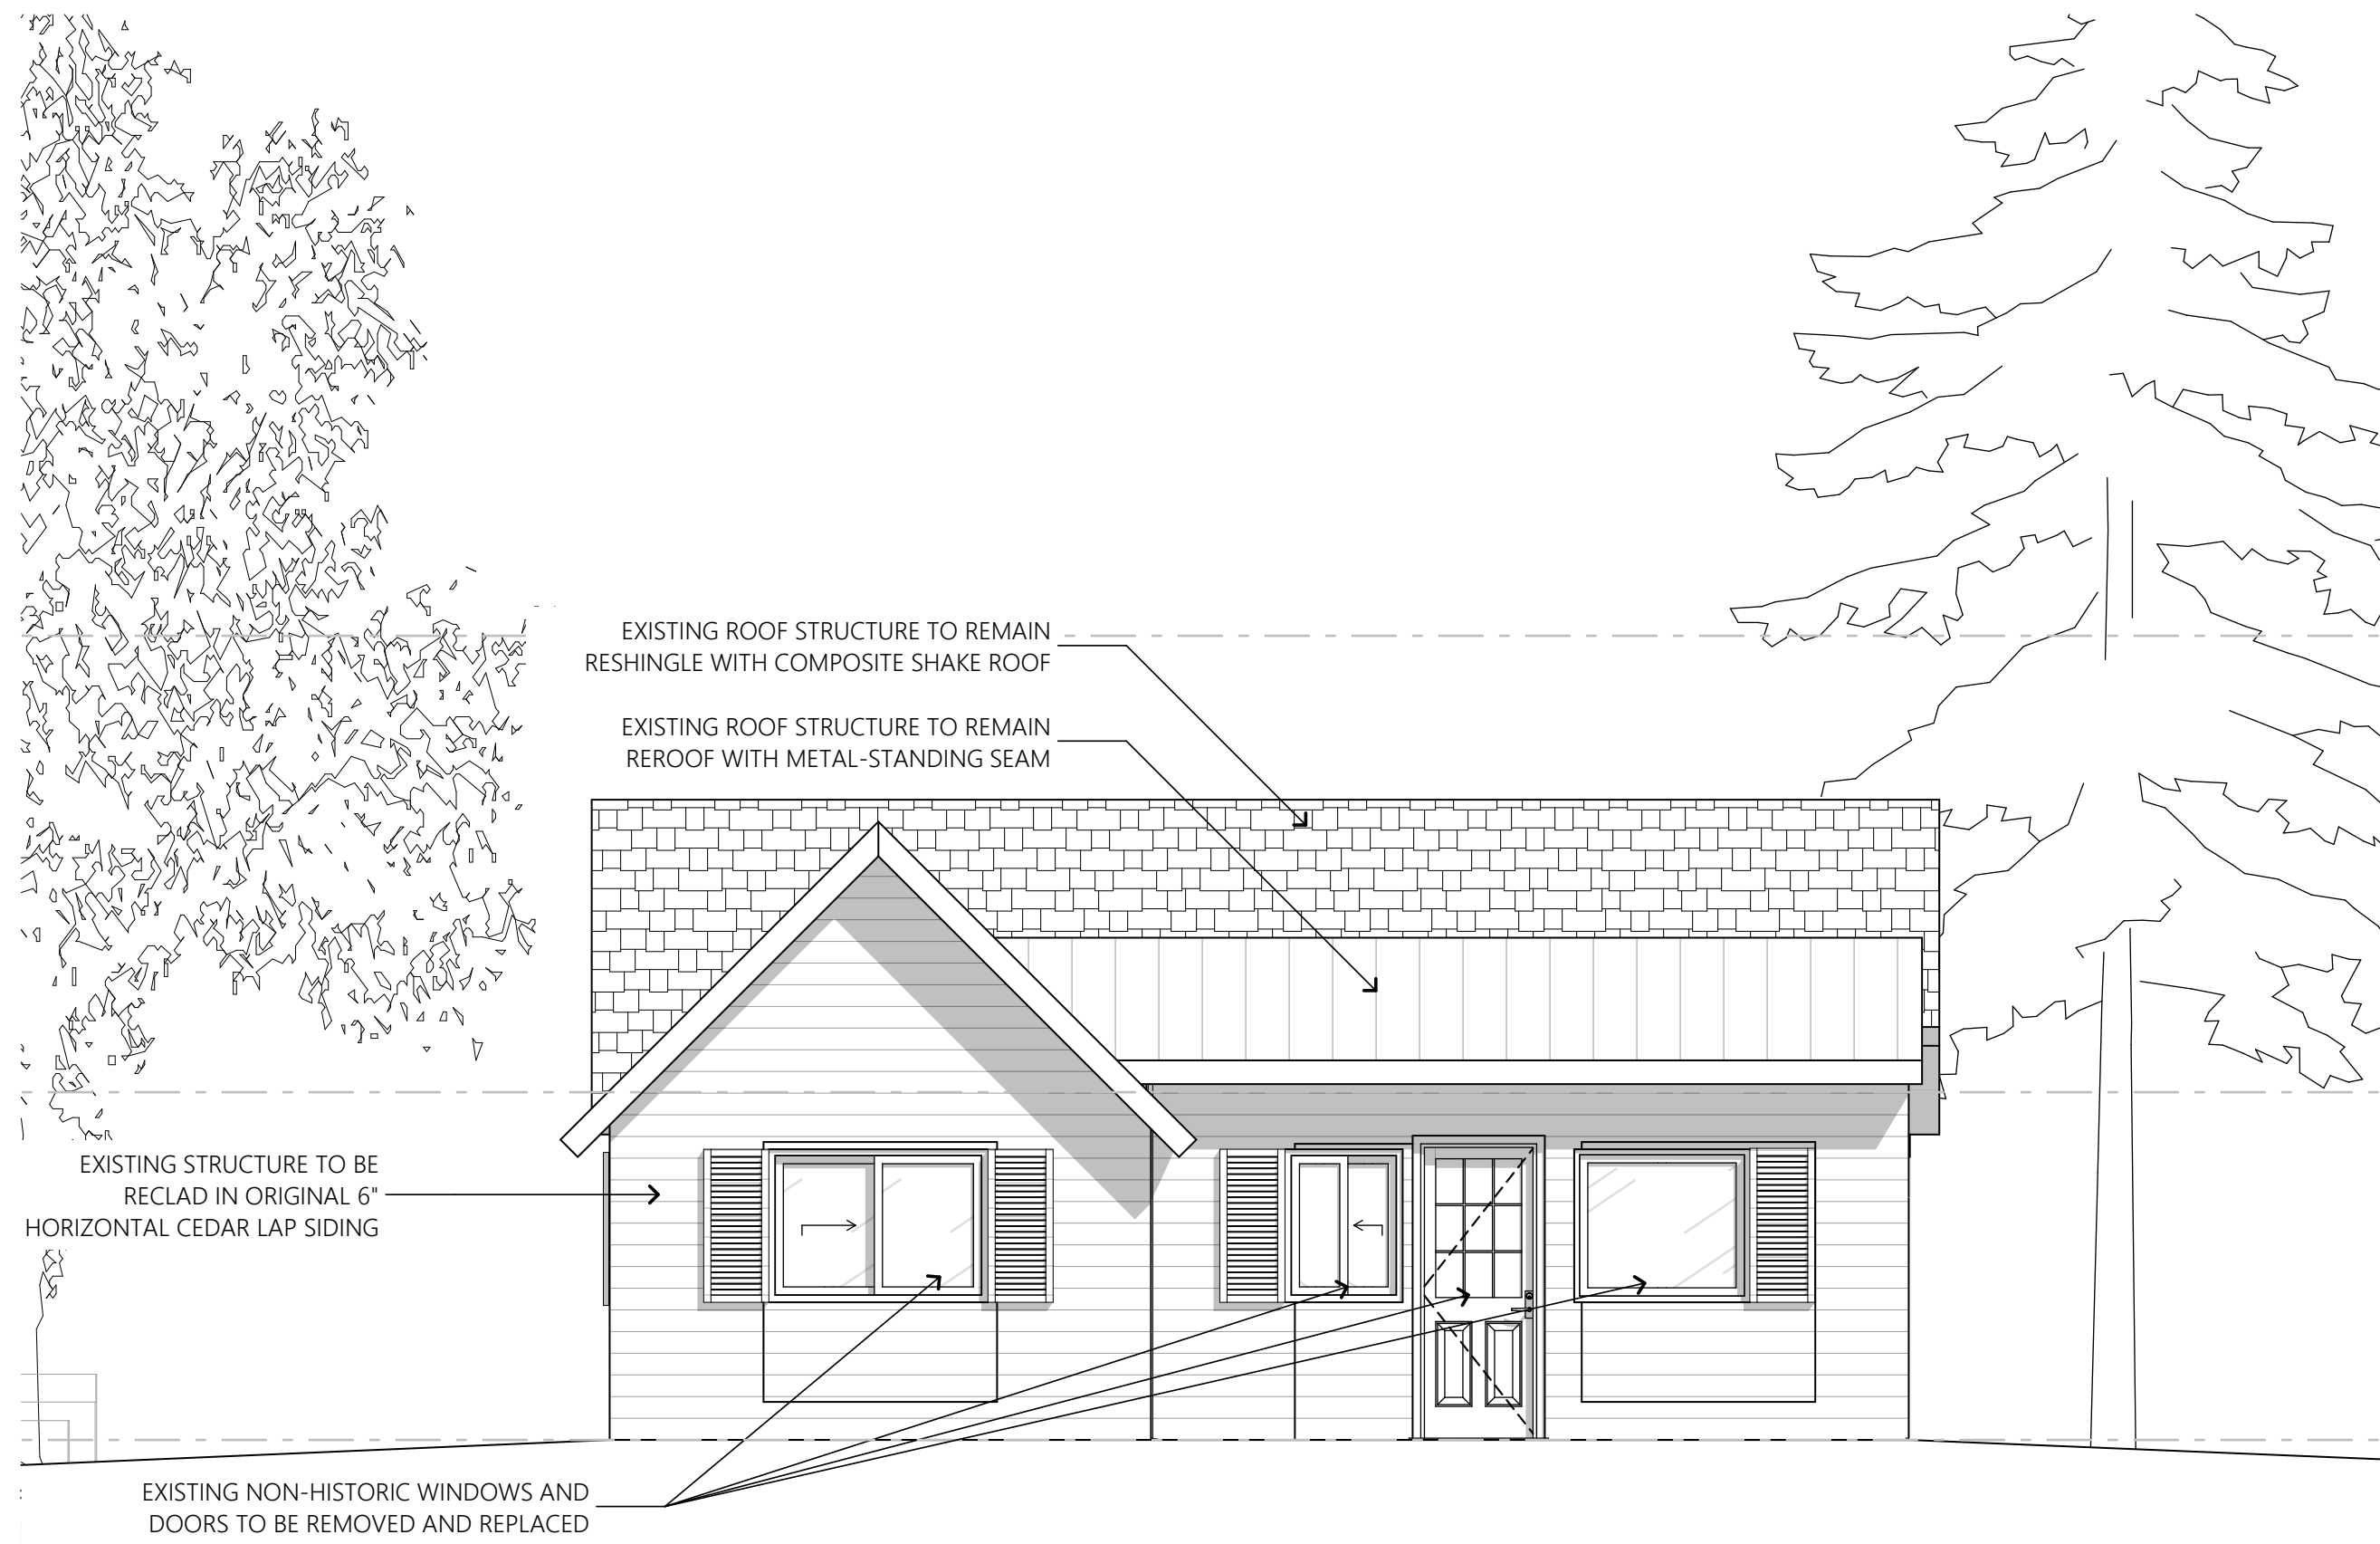 EXISTING ROOF STRUCTURE TO REMAIN
RESHINGLE WITH COMPOSITE SHAKE ROOF
EXISTING ROOF STRUCTURE TO REMAIN
REROOF WITH METAL-STANDING SEAM
EXISTING STRUCTURE TO BE
RECLAD IN ORIGINAL 6"
HORIZONTAL CEDAR LAP SIDING
EXISTING NON-HISTORIC WINDOWS AND
DOORS TO BE REMOVED AND REPLACED